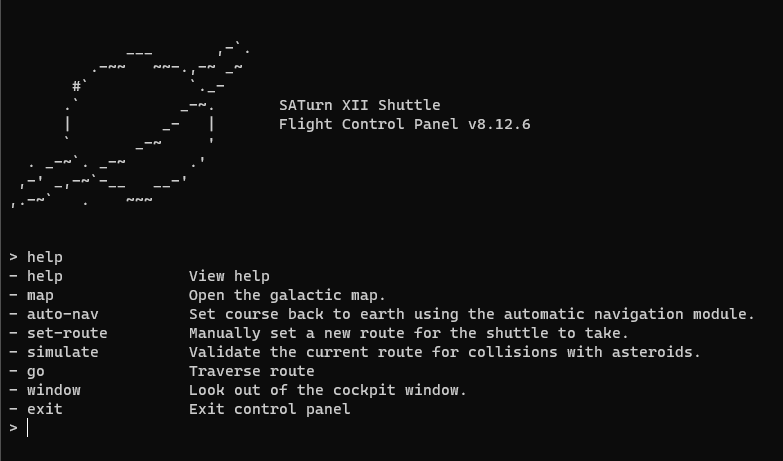 SATurn XII Shuttle
Flight Control Panel v8.12.6
> help
- help View help
- map Open the galactic map.
- auto-nav Set course back to earth using the automatic navigation module.
- set-route Manually set a new route for the shuttle to take.
- simulate Validate the current route for collisions with asteroids.
- go Traverse route
- window Look out of the cockpit window.
- exit Exit control panel
>